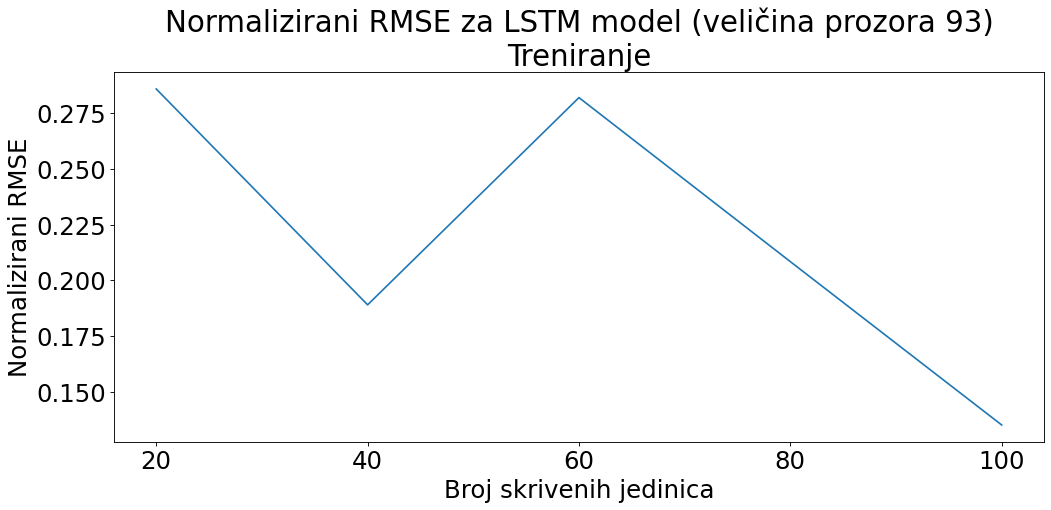 Normalizirani RMSE za LSTM model (veličina prozora 93)
Treniranje
Normalizirani RMSE
0.275
0.250
0.225
0.200
0.175
0.150
20 40 60 80 100
Broj skrivenih jedinica